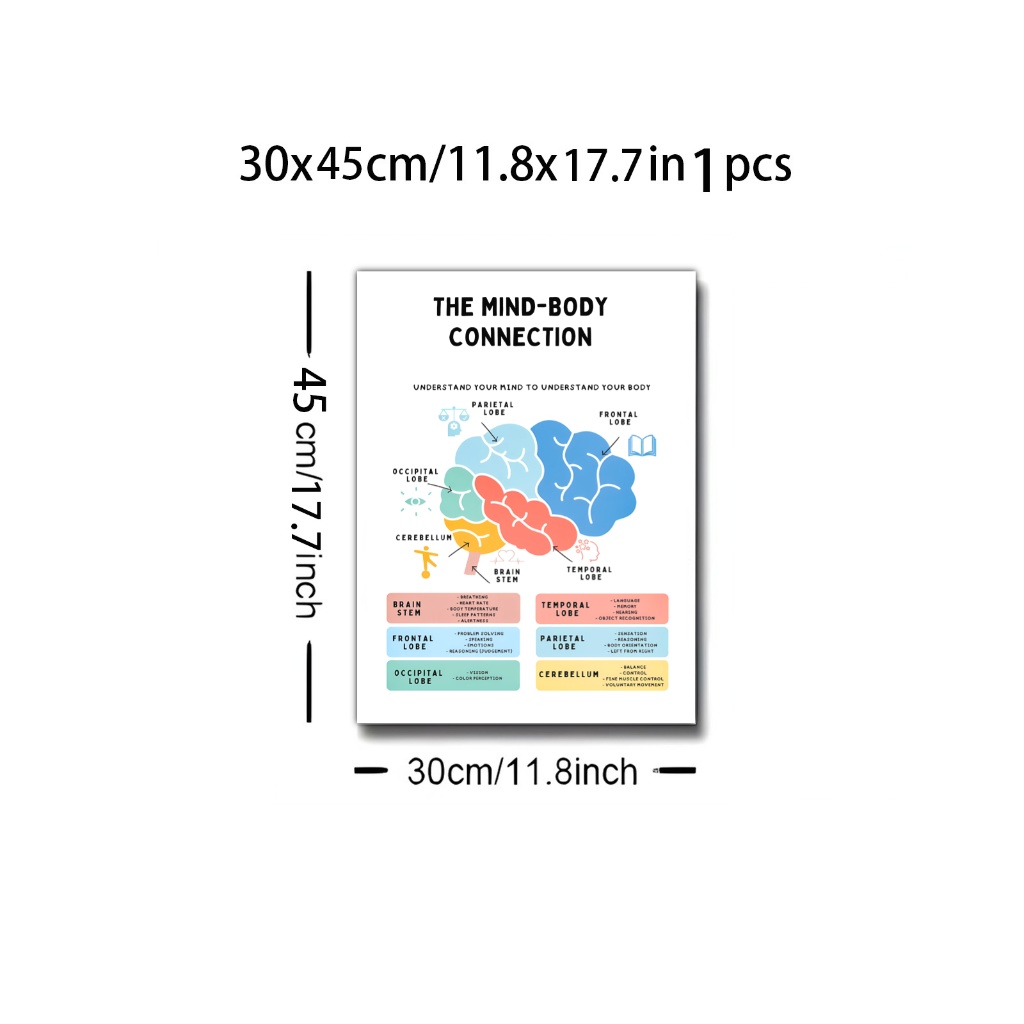 30x45cm/11.8x17.7in 1 pcs
45 cm/17.7inch
THE MIND-BODY
CONNECTION
UNDERSTAND YOUR MIND TO UNDERSTAND YOUR BODY
PARIETAL
LOBE
FRONTAL
LOBE
OCCIPITAL
LOBE
CEREBELLUM
BRAIN
STEM
TEMPORAL
LOBE
BRAIN
STEM
- BREATHING
- HEART RATE
- BODY TEMPERATURE
- SLEEP PATTERNS
- ALERTNESS
TEMPORAL
LOBE
- LANGUAGE
- MEMORY
- HEARING
- OBJECT RECOGNITION
FRONTAL
LOBE
- PROBLEM SOLVING
- SPEAKING
- EMOTIONS
- REASONING (JUDGEMENT)
PARIETAL
LOBE
- SENSATION
- REASONING
- BODY ORIENTATION
- LEFT FROM RIGHT
OCCIPITAL
LOBE
- VISION
- COLOR PERCEPTION
CEREBELLUM
- BALANCE
- CONTROL
- FINE MUSCLE CONTROL
- VOLUNTARY MOVEMENT
30cm/11.8inch